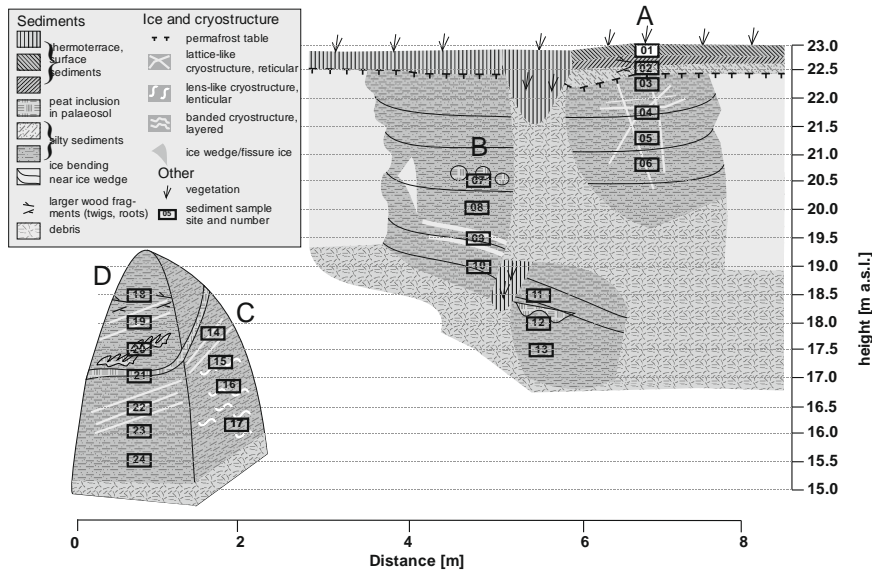 Sediments
thermoterrace,
surface
sediments
peat inclusion
in palaeosol
silty sediments
ice bending
near ice wedge
larger wood frag-
ments (twigs, roots)
debris
Ice and cryostructure
permafrost table
lattice-like
cryostructure, reticular
lens-like cryostructure,
lenticular
banded cryostructure,
layered
ice wedge/fissure ice
Other
vegetation
05
sediment sample
site and number
A
01
02
03
04
05
06
B
07
08
09
10
11
12
13
D
18
19
20
21
22
23
24
C
14
15
16
17
23.0
22.5
22.0
21.5
21.0
20.5
20.0
19.5
19.0
18.5
18.0
17.5
17.0
16.5
16.0
15.5
15.0
height [m a.s.l.]
0
2
4
6
8
Distance [m]